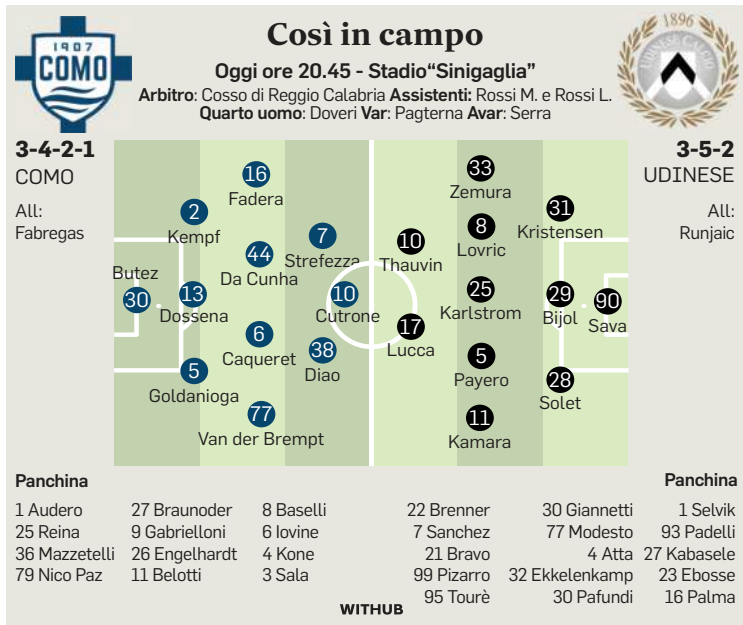 Così in campo
Oggi ore 20.45 - Stadio“Sinigaglia”
Arbitro: Cosso di Reggio Calabria Assistenti: Rossi M. e Rossi L.
Quarto uomo: Doveri Var: Pagterna Avar: Serra
1907
COMO
1896
UDINESE CALCIO
3-4-2-1
COMO
All:
Fabregas
3-5-2
UDINESE
All:
Runjaic
30
Butez
2
Kempf
13
Dossena
5
Goldanioga
16
Fadera
44
Da Cunha
6
Caqueret
77
Van der Brempt
7
Strefezza
38
Diao
10
Cutrone
10
Thauvin
17
Lucca
33
Zemura
8
Lovric
25
Karlstrom
5
Payero
11
Kamara
31
Kristensen
29
Bijol
28
Solet
90
Sava
Panchina
1 Audero
25 Reina
36 Mazzetelli
79 Nico Paz
27 Braunoder
9 Gabrielloni
26 Engelhardt
11 Belotti
8 Baselli
6 Iovine
4 Kone
3 Sala
Panchina
22 Brenner
7 Sanchez
21 Bravo
99 Pizarro
95 Tourè
30 Giannetti
77 Modesto
4 Atta
32 Ekkelenkamp
30 Pafundi
1 Selvik
93 Padelli
27 Kabasele
23 Ebosse
16 Palma
WITHUB